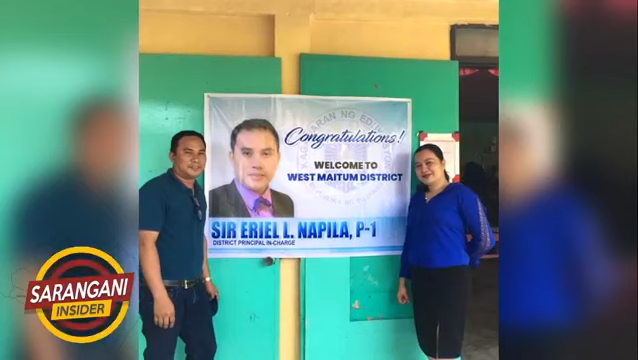 Congratulations!
WELCOME TO
WEST MAITUM DISTRICT
SIR ERIEL L. NAPILA, P-1
DISTRICT PRINCIPAL IN-CHARGE
SARANGANI
INSIDER